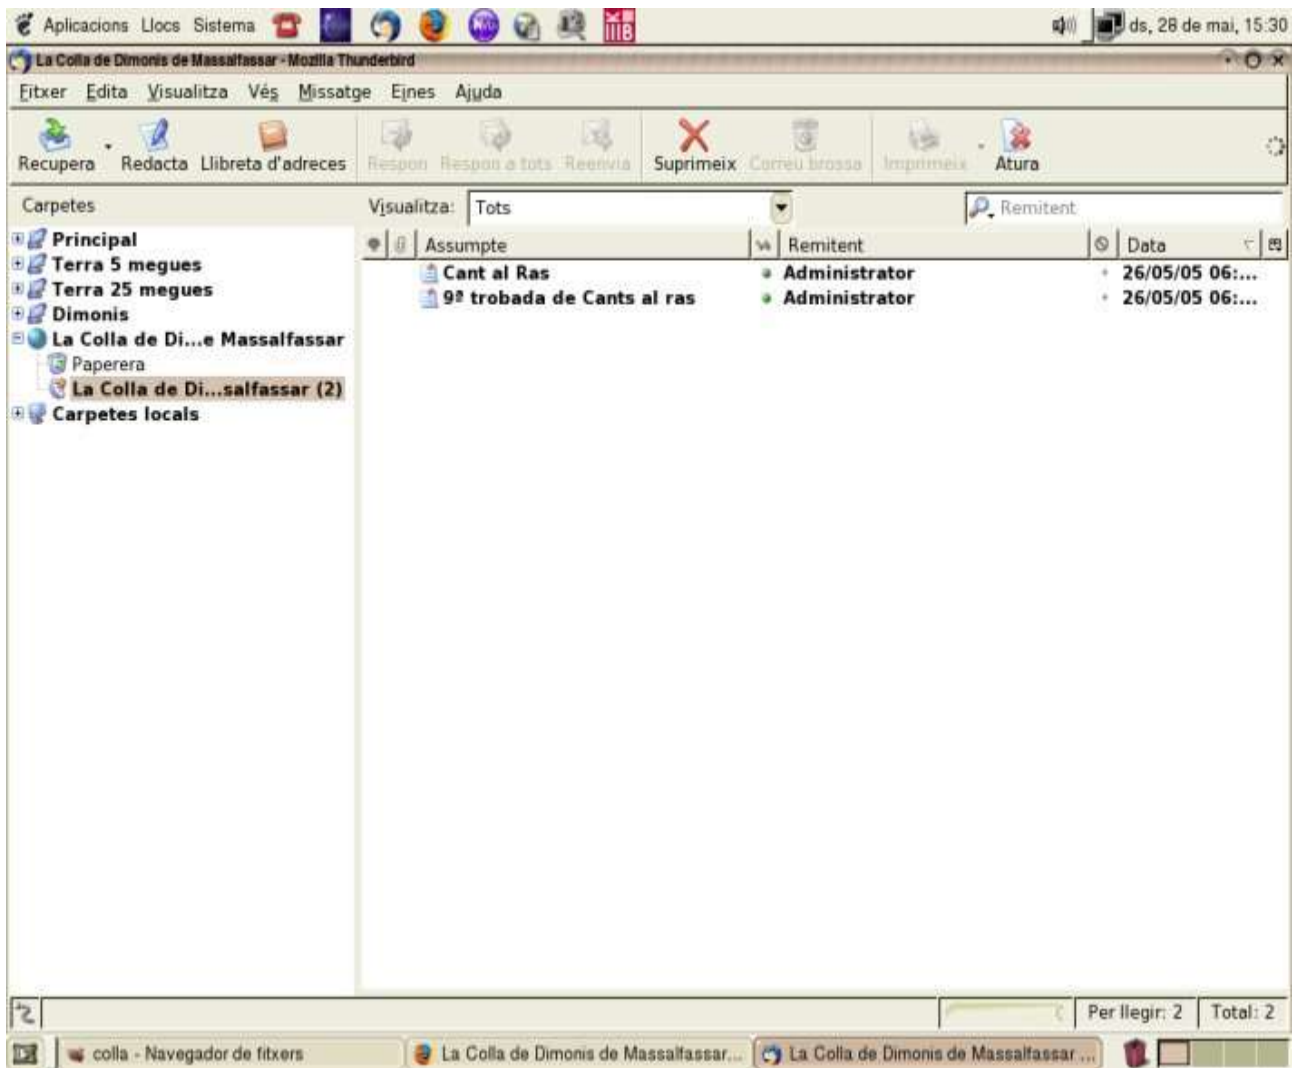 Aplicacions Llocs Sistema ds, 28 de mai, 15:30
La Colla de Dimonis de Massalfassar - Mozilla Thunderbird
Fitxer Edita Visualitza Vés Missatge Eines Ajuda
Recupera Redacta Llibreta d'adreces Respon Respon a tots Reenvia Suprimeix Correu brossa Imprimeix Atura
Carpetes Visualitza: Tots Remitent
Assumpte Remitent Data
Principal
Terra 5 megues
Terra 25 megues
Dimonis
La Colla de Di...e Massalfassar
Paperera
La Colla de Di...salfassar (2)
Carpetes locals
Cant al Ras Administrator 26/05/05 06:...
9ª trobada de Cants al ras Administrator 26/05/05 06:...
Per llegir: 2 Total: 2
colla - Navegador de fitxers La Colla de Dimonis de Massalfassar... La Colla de Dimonis de Massalfassar ...